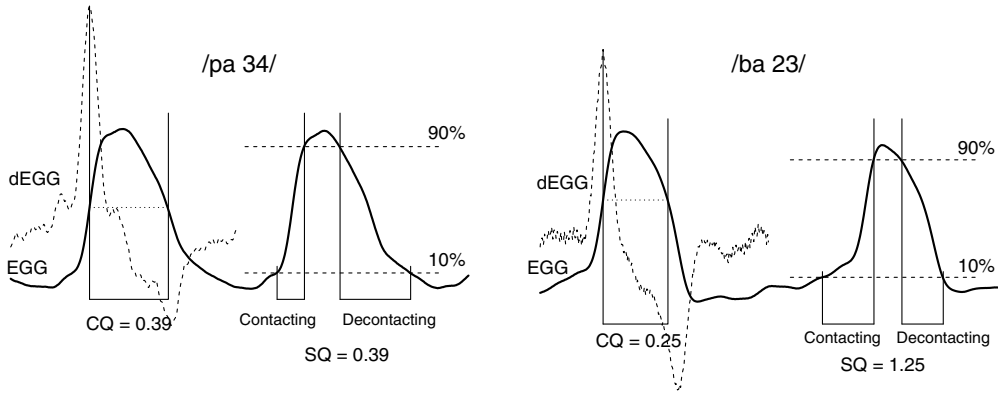 /pa 34/
90%
dEGG
EGG
10%
CQ = 0.39
Contacting
Decontacting
SQ = 0.39
/ba 23/
90%
dEGG
EGG
10%
CQ = 0.25
Contacting
Decontacting
SQ = 1.25